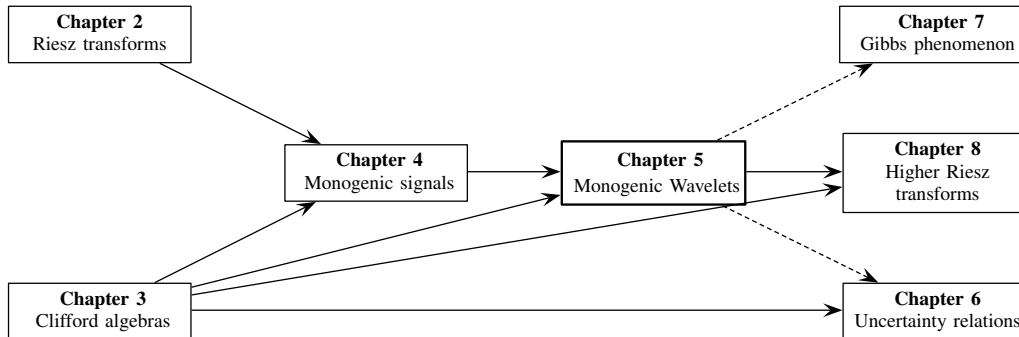 Chapter 2
Riesz transforms
Chapter 7
Gibbs phenomenon
Chapter 4
Monogenic signals
Chapter 5
Monogenic Wavelets
Chapter 8
Higher Riesz
transforms
Chapter 3
Clifford algebras
Chapter 6
Uncertainty relations